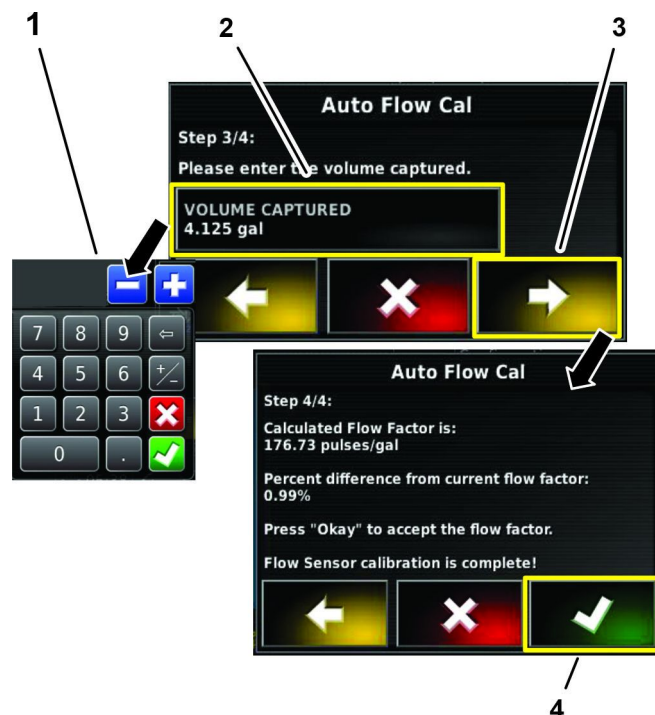 1
2
3
Auto Flow Cal
Step 3/4:
Please enter the volume captured.
VOLUME CAPTURED
4.125 gal
7 8 9
4 5 6 +/-
1 2 3
0 .
Auto Flow Cal
Step 4/4:
Calculated Flow Factor is:
176.73 pulses/gal
Percent difference from current flow factor:
0.99%
Press "Okay" to accept the flow factor.
Flow Sensor calibration is complete!
4